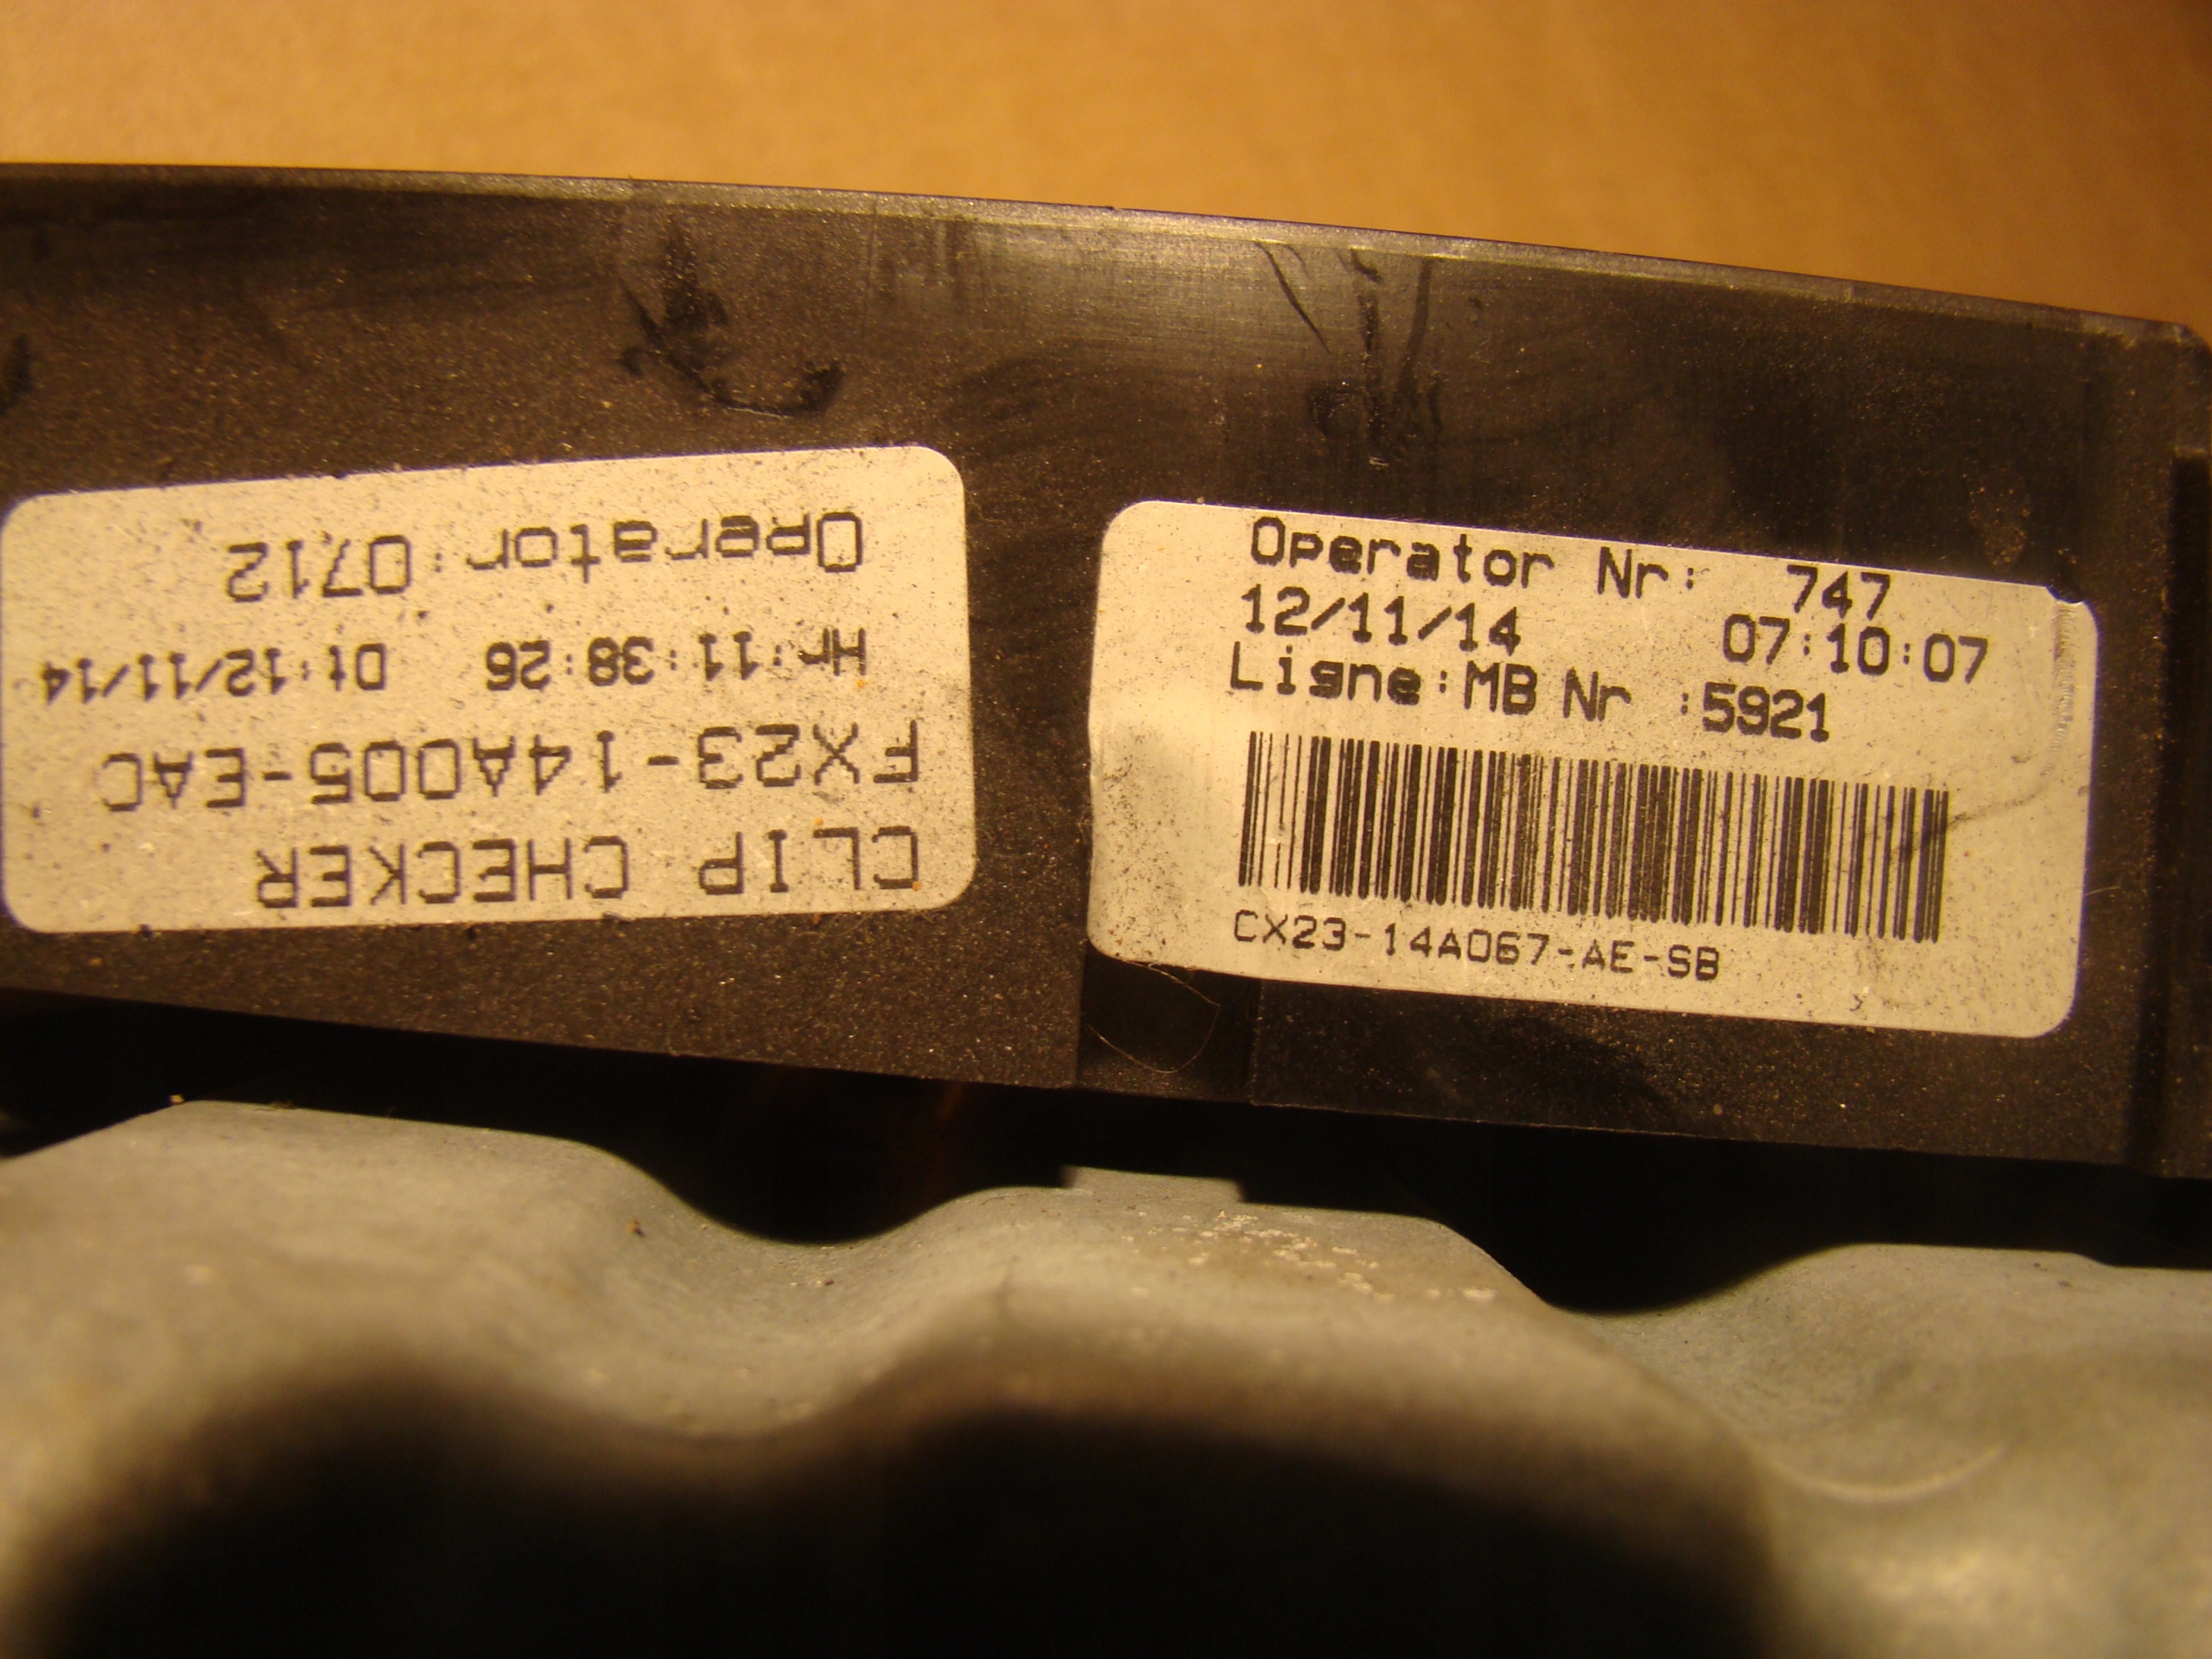 CLIP CHECKER
FX23-14A005-EAC
Hr:11:38:26 Dt:12/11/14
Operator:0712
Operator Nr: 747
12/11/14 07:10:07
Ligne:MB Nr :5921
CX23-14A067-AE-SB